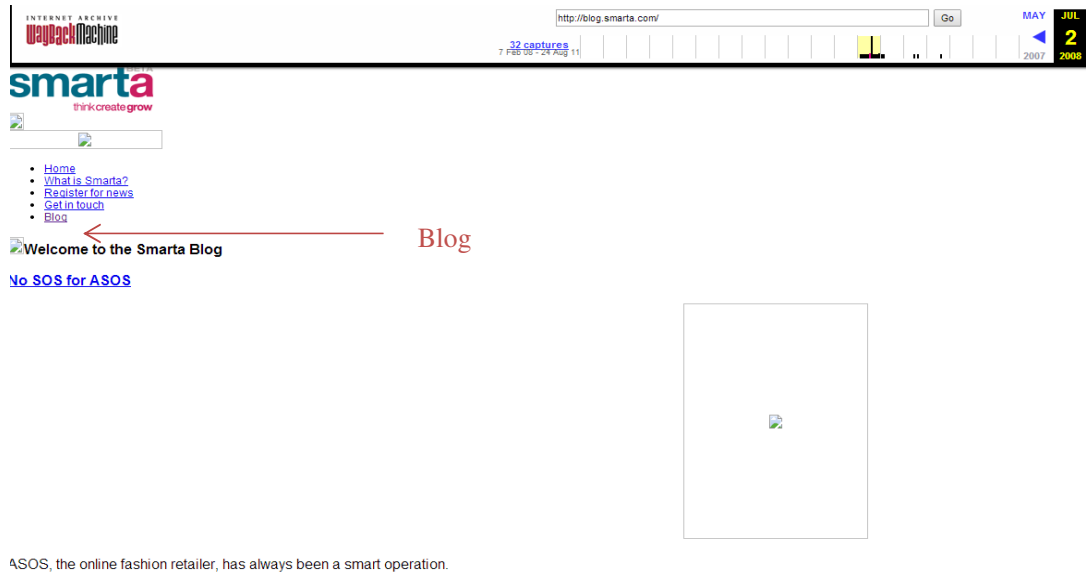 INTERNET ARCHIVE
WayBackMachine
http://blog.smarta.com/
Go
32 captures
7 Feb 08 - 24 Aug 11
MAY
JUL
2
2007
2008
BETA
smarta
thinkcreategrow
Home
What is Smarta?
Register for news
Get in touch
Blog
Blog
Welcome to the Smarta Blog
No SOS for ASOS
ASOS, the online fashion retailer, has always been a smart operation.